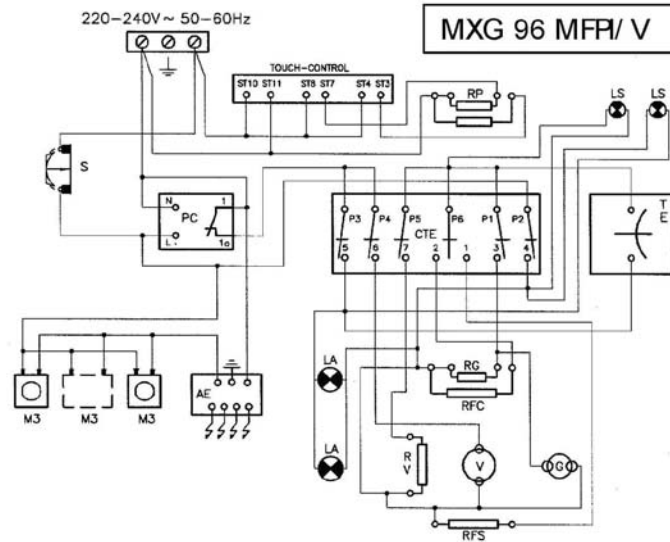 220-240V~ 50-60Hz
MXG 96 MFPI/ V
TOUCH-CONTROL
ST10 ST11 ST8 ST7 ST4 ST3
RP
LS LS
S
N 1
PC
L 1a
P3 P4 P5 P6 P1 P2
CTE
5 6 7 2 1 3 4
T
E
LA
AE
M3 M3 M3
RG
RFC
LA
R
V
V
G
RFS